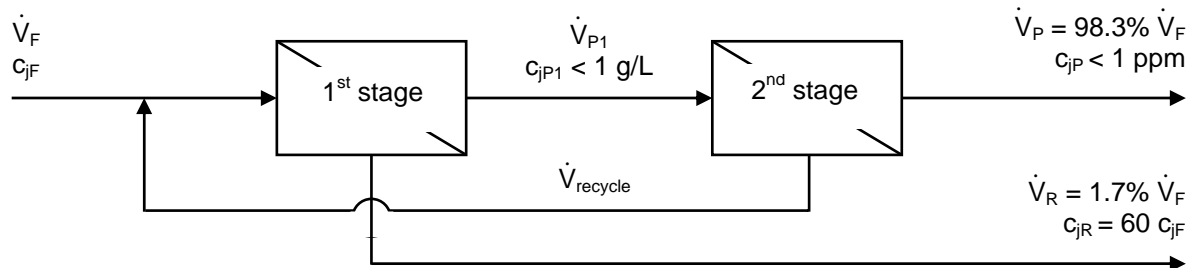 V̇F
cjF
1st stage
V̇P1
cjP1 < 1 g/L
2nd stage
V̇P = 98.3% V̇F
cjP < 1 ppm
V̇recycle
V̇R = 1.7% V̇F
cjR = 60 cjF